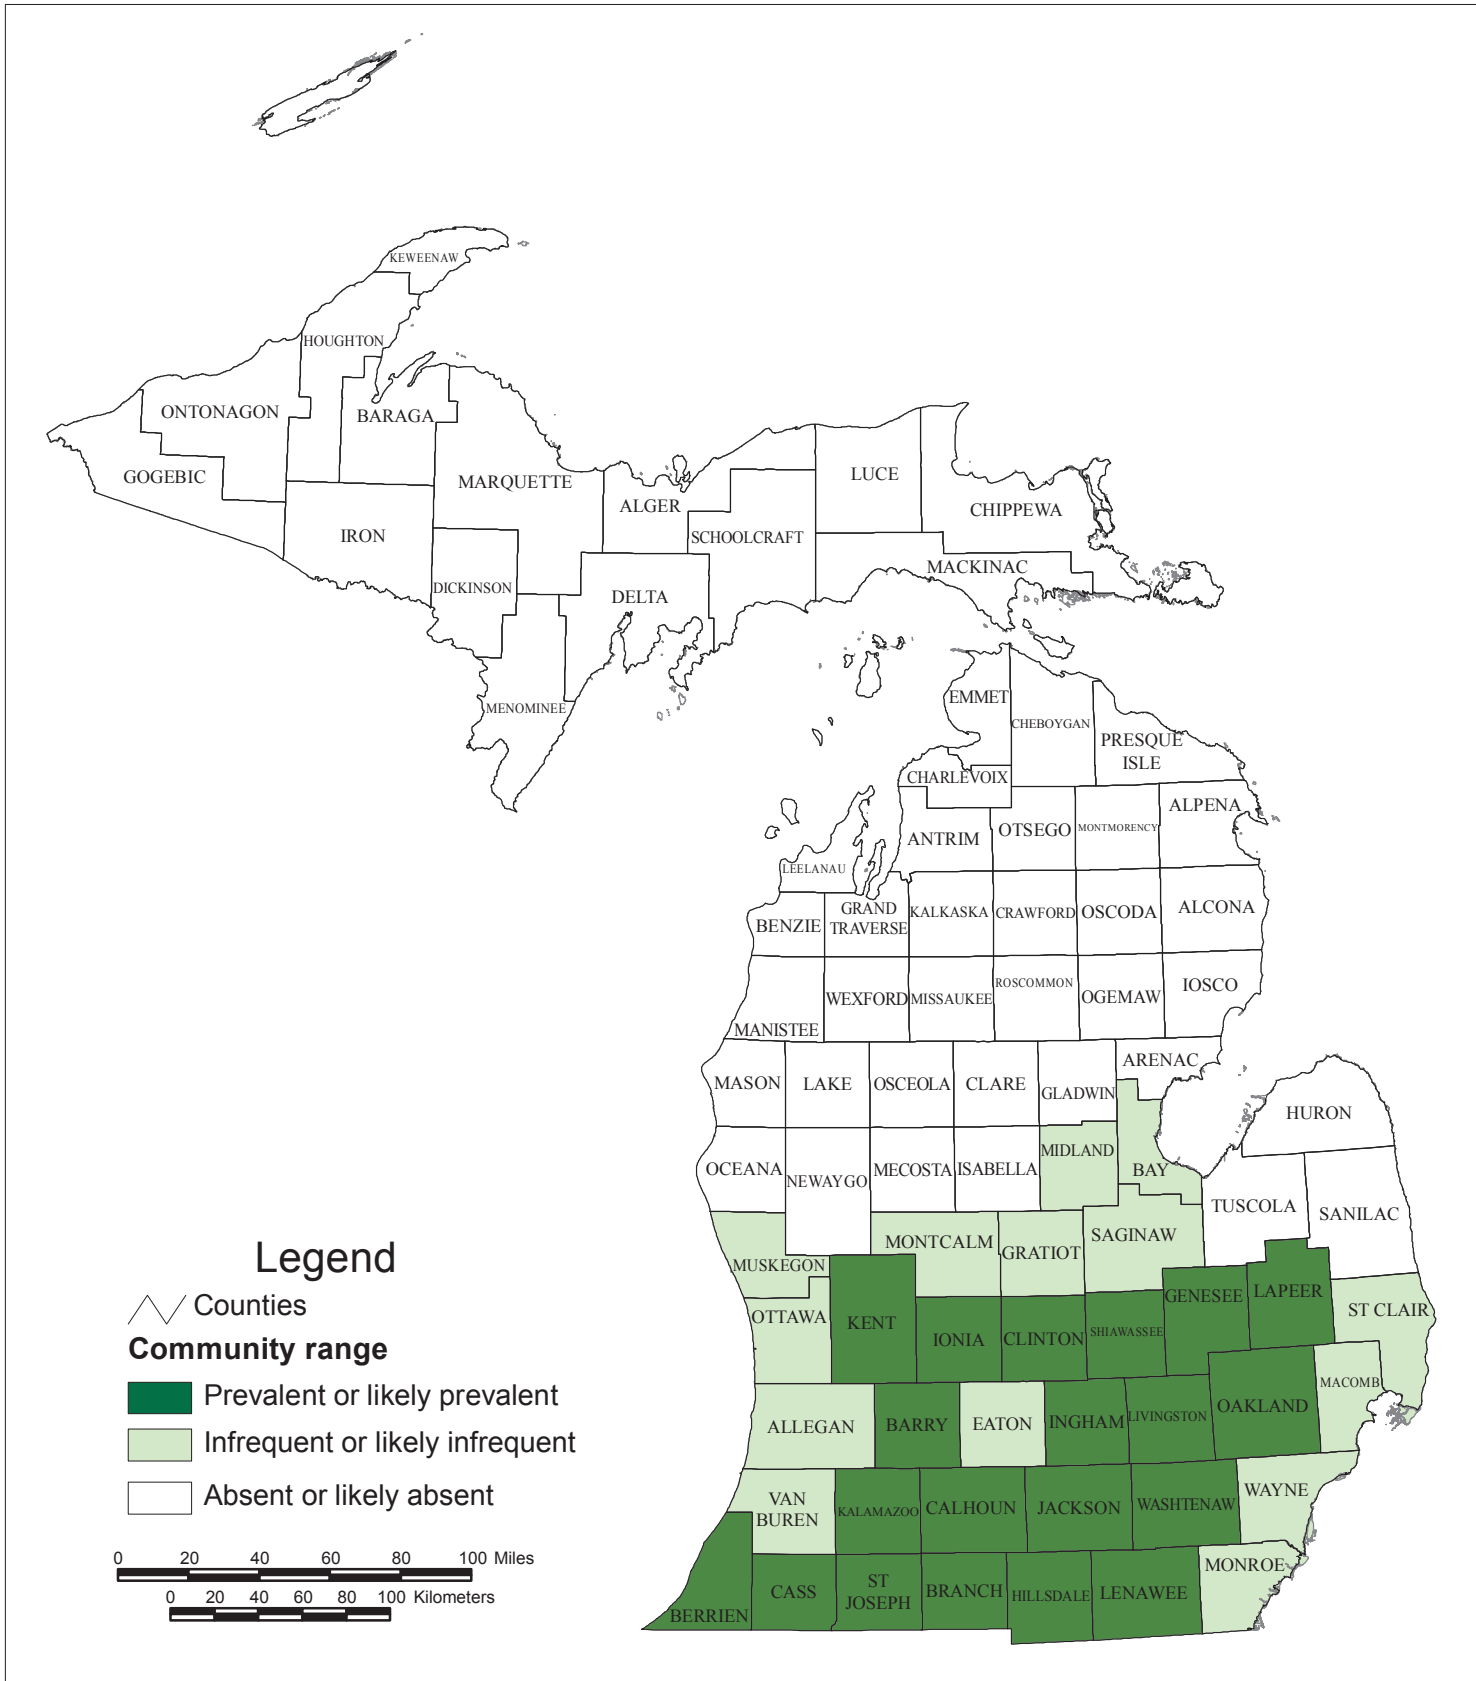 KEWEENAW
HOUGHTON
ONTONAGON
BARAGA
GOGEBIC
MARQUETTE
LUCE
ALGER
CHIPPEWA
IRON
SCHOOLCRAFT
MACKINAC
DICKINSON
DELTA
MENOMINEE
EMMET
CHEBOYGAN
PRESQUE
ISLE
CHARLEVOIX
ALPENA
ANTRIM
OTSEGO
MONTMORENCY
LEELANAU
BENZIE
GRAND
TRAVERSE
KALKASKA
CRAWFORD
OSCODA
ALCONA
MANISTEE
WEXFORD
MISSAUKEE
ROSCOMMON
OGEMAW
IOSCO
ARENAC
MASON
LAKE
OSCEOLA
CLARE
GLADWIN
HURON
OCEANA
NEWAYGO
MECOSTA
ISABELLA
MIDLAND
BAY
TUSCOLA
SANILAC
MUSKEGON
MONTCALM
GRATIOT
SAGINAW
OTTAWA
KENT
IONIA
CLINTON
SHIAWASSEE
GENESEE
LAPEER
ST CLAIR
ALLEGAN
BARRY
EATON
INGHAM
LIVINGSTON
OAKLAND
MACOMB
VAN
BUREN
KALAMAZOO
CALHOUN
JACKSON
WASHTENAW
WAYNE
BERRIEN
CASS
ST
JOSEPH
BRANCH
HILLSDALE
LENAWEE
MONROE
Legend
Counties
Community range
Prevalent or likely prevalent
Infrequent or likely infrequent
Absent or likely absent
0 20 40 60 80 100 Miles
0 20 40 60 80 100 Kilometers